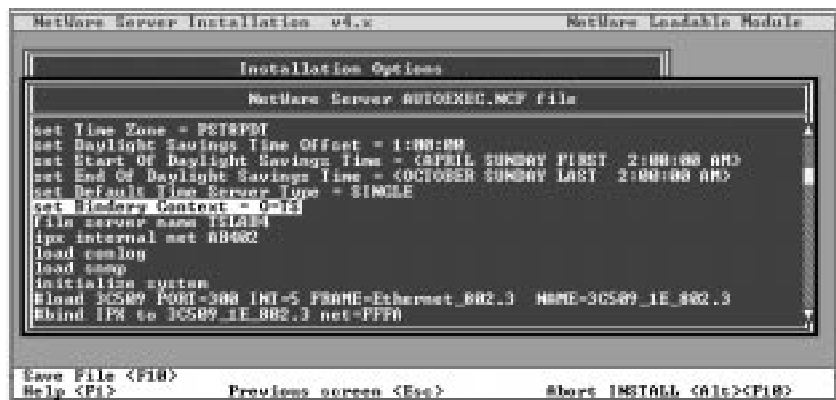 NetWare Server Installation v4.x NetWare Loadable Module
Installation Options
NetWare Server AUTOEXEC.NCF file
set Time Zone = PST8PDT
set Daylight Savings Time Offset = 1:00:00
set Start Of Daylight Savings Time = (APRIL SUNDAY FIRST 2:00:00 AM)
set End Of Daylight Savings Time = (OCTOBER SUNDAY LAST 2:00:00 AM)
set Default Time Server Type = SINGLE
set Bindery Context =
file server name
ipx internal net
load conlog
load snmp
initialize system
#load 3C509 PORT=300 INT=5 FRAME=Ethernet_802.3 NAME=3C509_1E_802.3
#bind IPX to 3C509_1E_802.3
Save File <F10>
Help <F1> Previous screen <Esc> Abort INSTALL <Alt><F10>